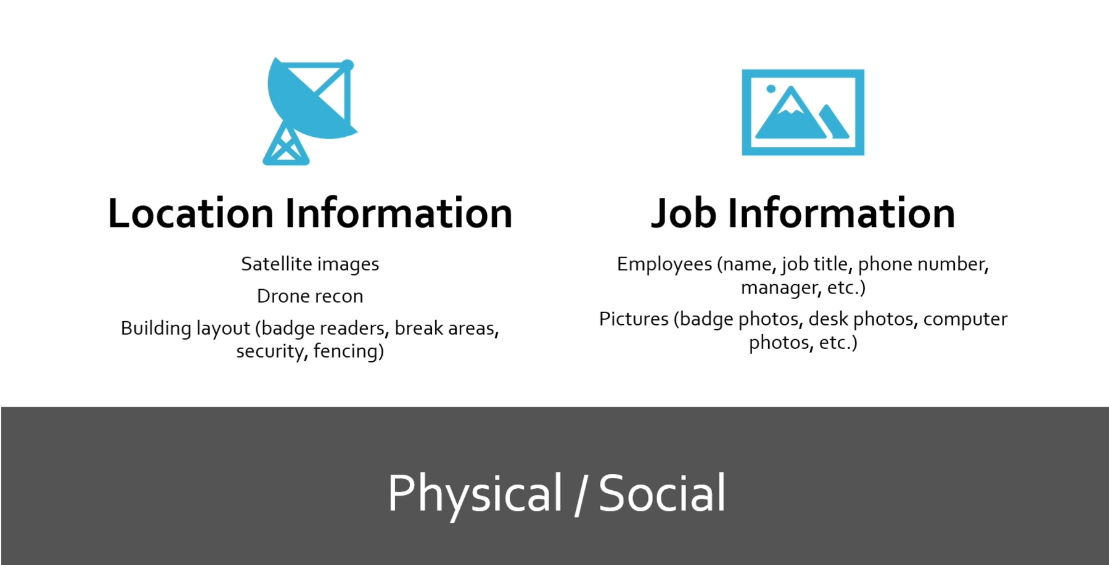 Location Information
Satellite images
Drone recon
Building layout (badge readers, break areas,
security, fencing)
Job Information
Employees (name, job title, phone number,
manager, etc.)
Pictures (badge photos, desk photos, computer
photos, etc.)
Physical / Social